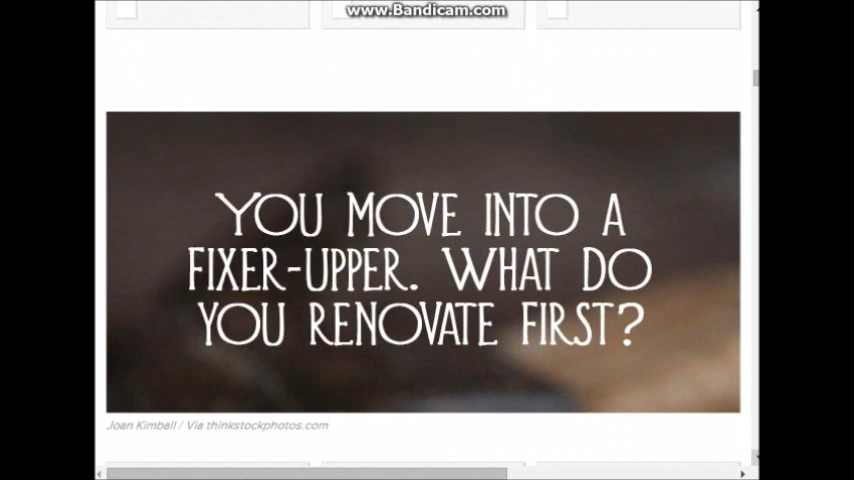 www.Bandicam.com
YOU MOVE INTO A
FIXER-UPPER. WHAT DO
YOU RENOVATE FIRST?
Joan Kimball / Via thinkstockphotos.com